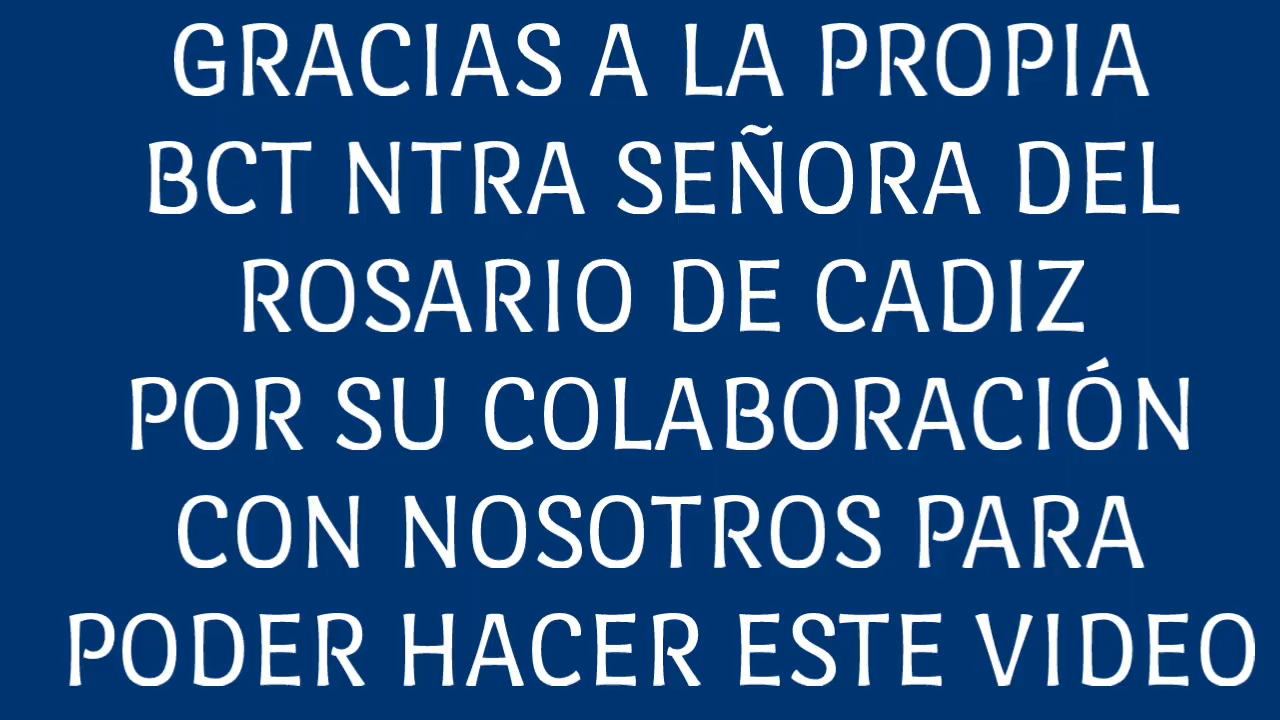 GRACIAS A LA PROPIA
BCT NTRA SEÑORA DEL
ROSARIO DE CADIZ
POR SU COLABORACIÓN
CON NOSOTROS PARA
PODER HACER ESTE VIDEO